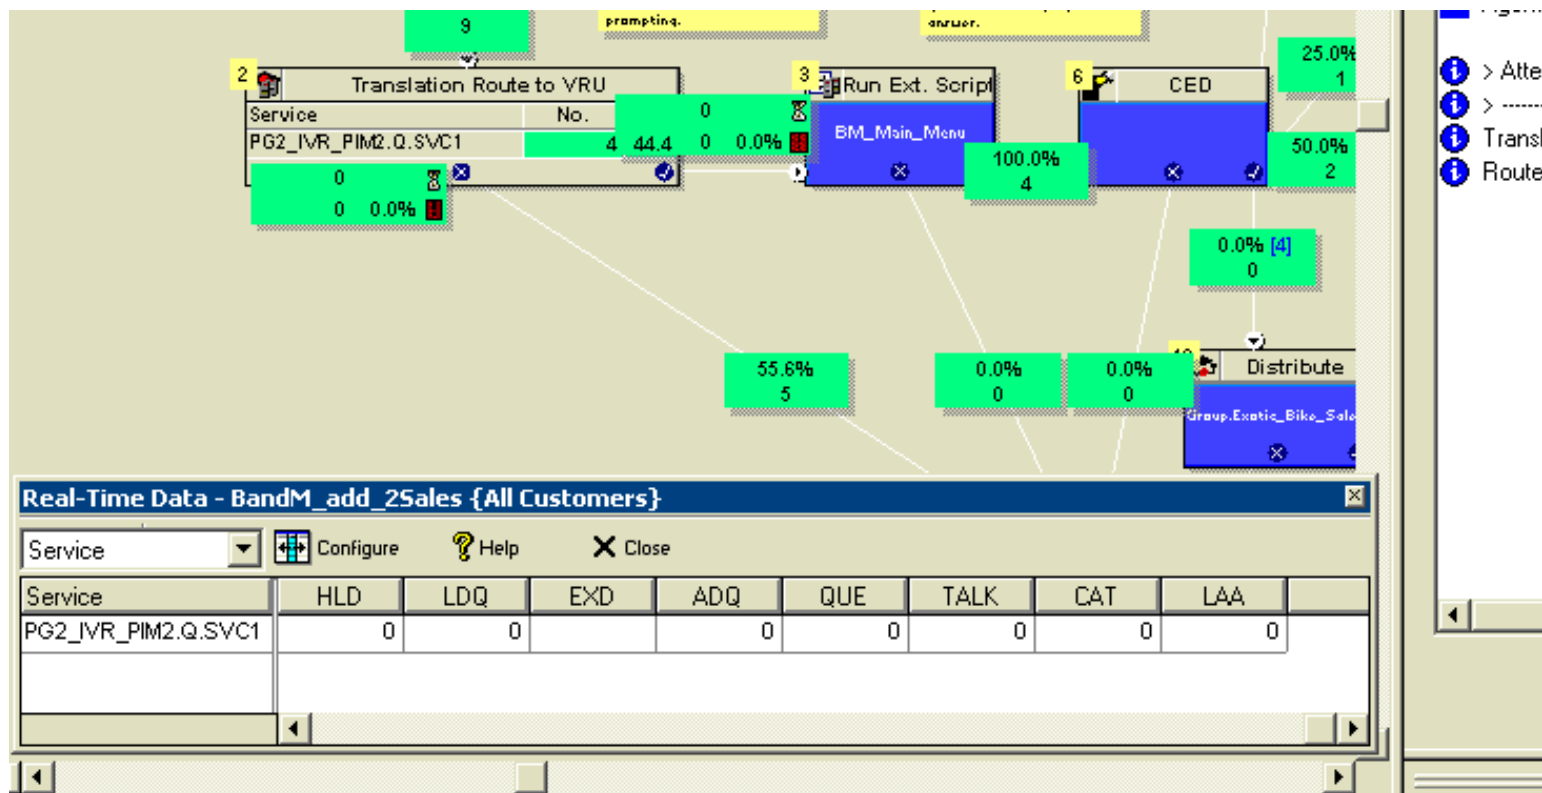 9
prompting.
answer.
25.0%
1
2
Translation Route to VRU
Service No.
PG2_IVR_PIM2.Q.SVC1 4 44.4
0
0 0.0%
0
0 0.0%
3
Run Ext. Script
BM_Main_Menu
100.0%
4
6
CED
50.0%
2
0.0% [4]
0
55.6%
5
0.0%
0
0.0%
0
Distribute
Group.Exotic_Bike_Sale
> Atte
> -------
Transl
Route
Real-Time Data - BandM_add_2Sales {All Customers}
Service Configure Help Close
Service HLD LDQ EXD ADQ QUE TALK CAT LAA
PG2_IVR_PIM2.Q.SVC1 0 0 0 0 0 0 0